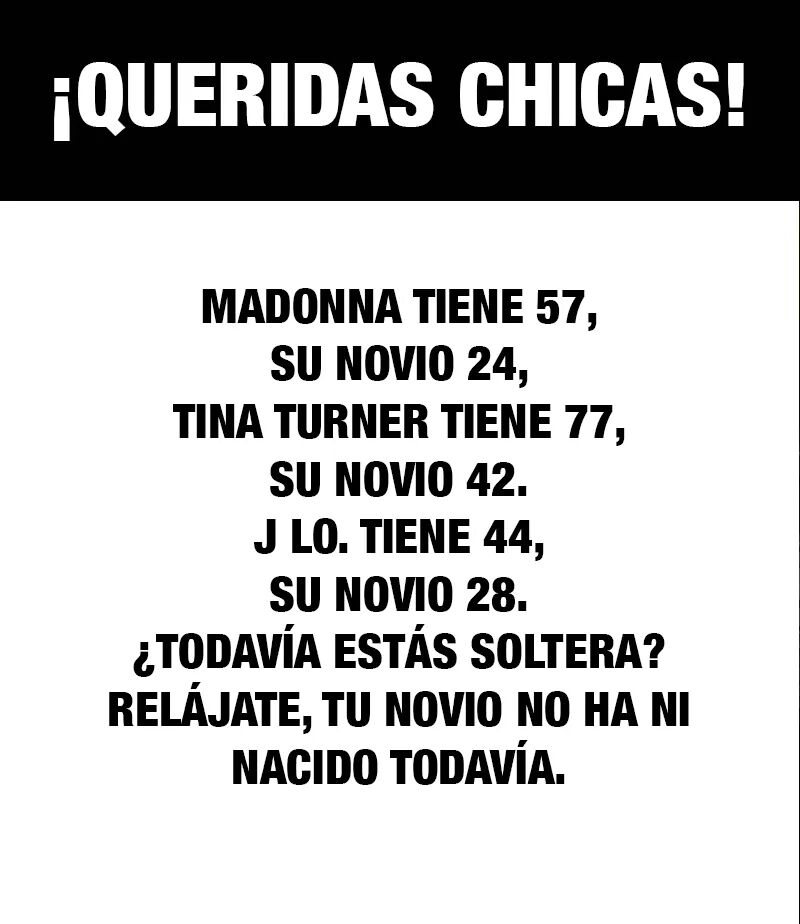 ¡QUERIDAS CHICAS!
MADONNA TIENE 57,
SU NOVIO 24,
TINA TURNER TIENE 77,
SU NOVIO 42.
J LO. TIENE 44,
SU NOVIO 28.
¿TODAVÍA ESTÁS SOLTERA?
RELÁJATE, TU NOVIO NO HA NI
NACIDO TODAVÍA.